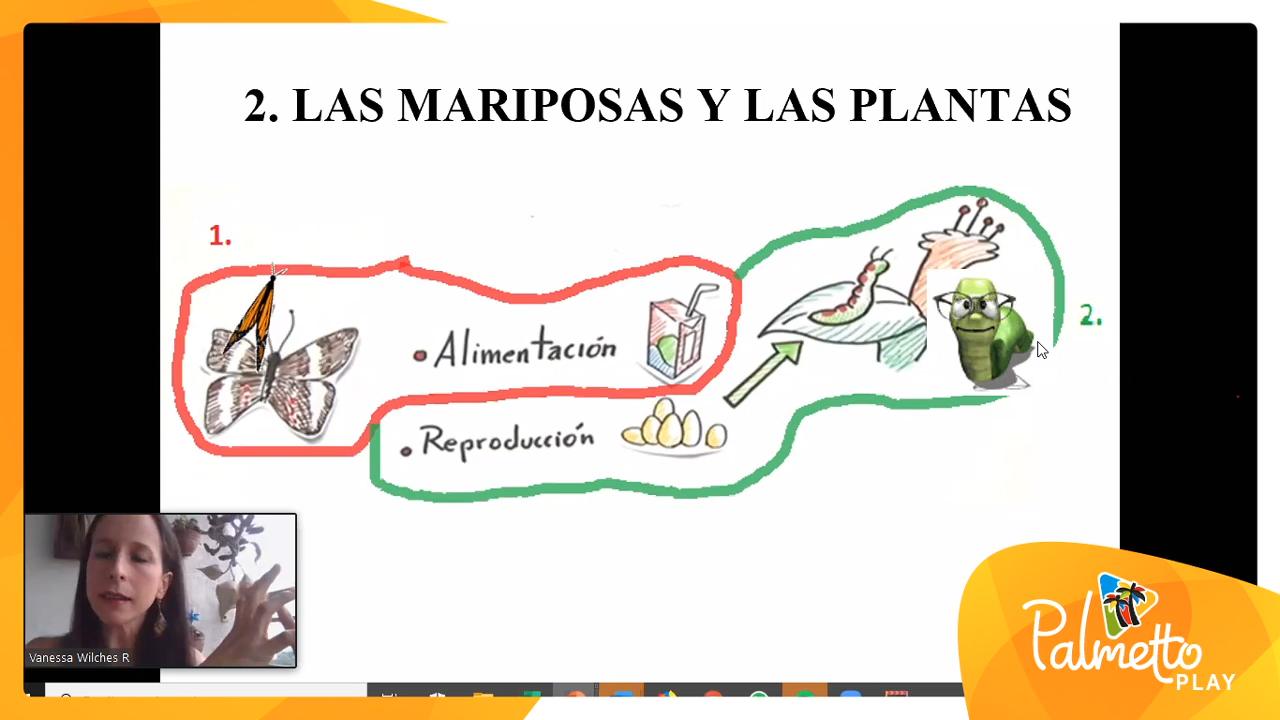 2. LAS MARIPOSAS Y LAS PLANTAS
1.
• Alimentación
2.
• Reproducción
Vanessa Wilches R
Palmetto
PLAY